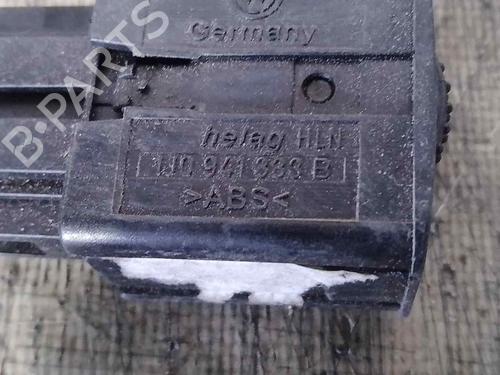 Germany
B-PARTS
helag HLN
1J0 941 333 B
>ABS<